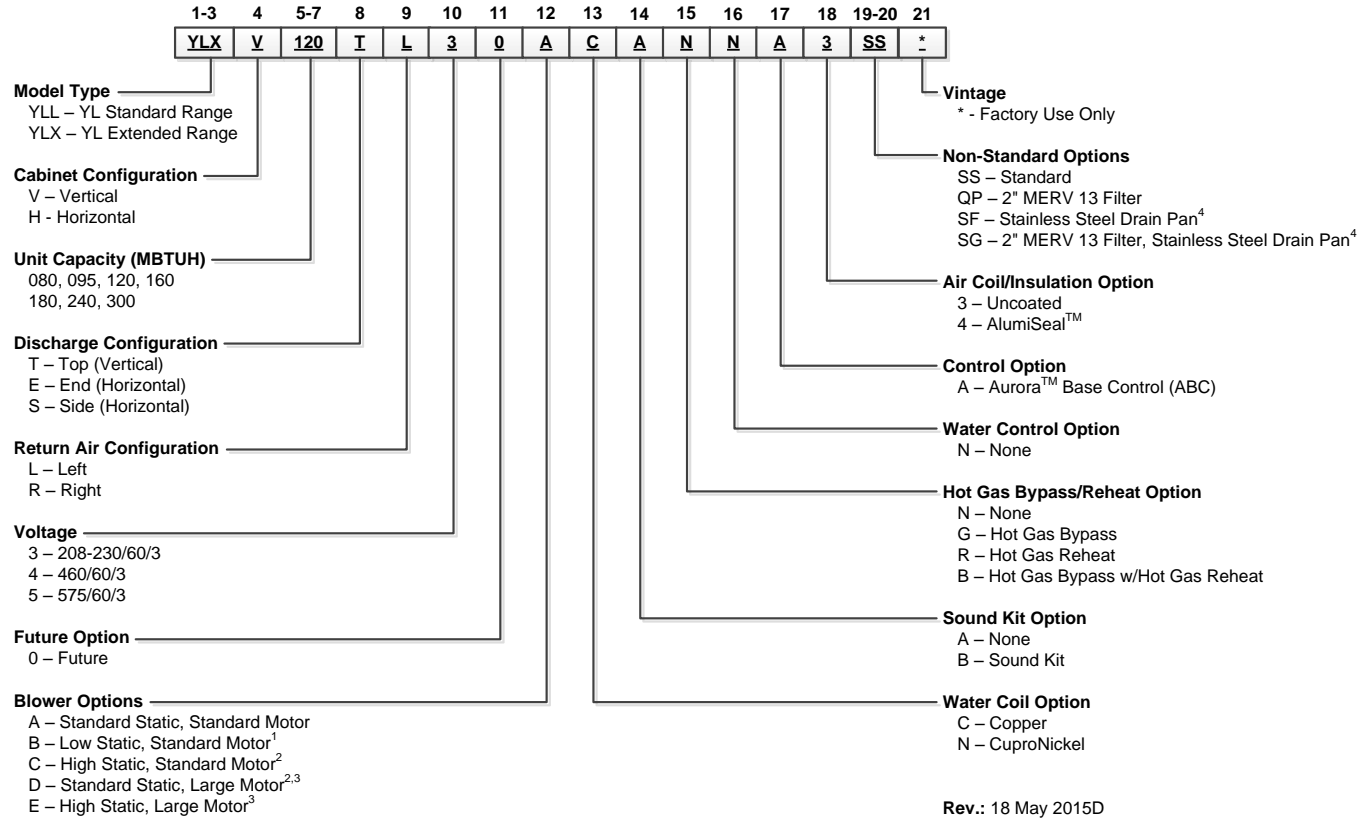 1-3 4 5-7 8 9 10 11 12 13 14 15 16 17 18 19-20 21
YLX V 120 T L 3 0 A C A N N A 3 SS *
Model Type
YLL – YL Standard Range
YLX – YL Extended Range
Cabinet Configuration
V – Vertical
H - Horizontal
Unit Capacity (MBTUH)
080, 095, 120, 160
180, 240, 300
Discharge Configuration
T – Top (Vertical)
E – End (Horizontal)
S – Side (Horizontal)
Return Air Configuration
L – Left
R – Right
Voltage
3 – 208-230/60/3
4 – 460/60/3
5 – 575/60/3
Future Option
0 – Future
Blower Options
A – Standard Static, Standard Motor
B – Low Static, Standard Motor1
C – High Static, Standard Motor2
D – Standard Static, Large Motor2,3
E – High Static, Large Motor3
Vintage
* - Factory Use Only
Non-Standard Options
SS – Standard
QP – 2" MERV 13 Filter
SF – Stainless Steel Drain Pan4
SG – 2" MERV 13 Filter, Stainless Steel Drain Pan4
Air Coil/Insulation Option
3 – Uncoated
4 – AlumiSeal™
Control Option
A – Aurora™ Base Control (ABC)
Water Control Option
N – None
Hot Gas Bypass/Reheat Option
N – None
G – Hot Gas Bypass
R – Hot Gas Reheat
B – Hot Gas Bypass w/Hot Gas Reheat
Sound Kit Option
A – None
B – Sound Kit
Water Coil Option
C – Copper
N – CuproNickel
Rev.: 18 May 2015D